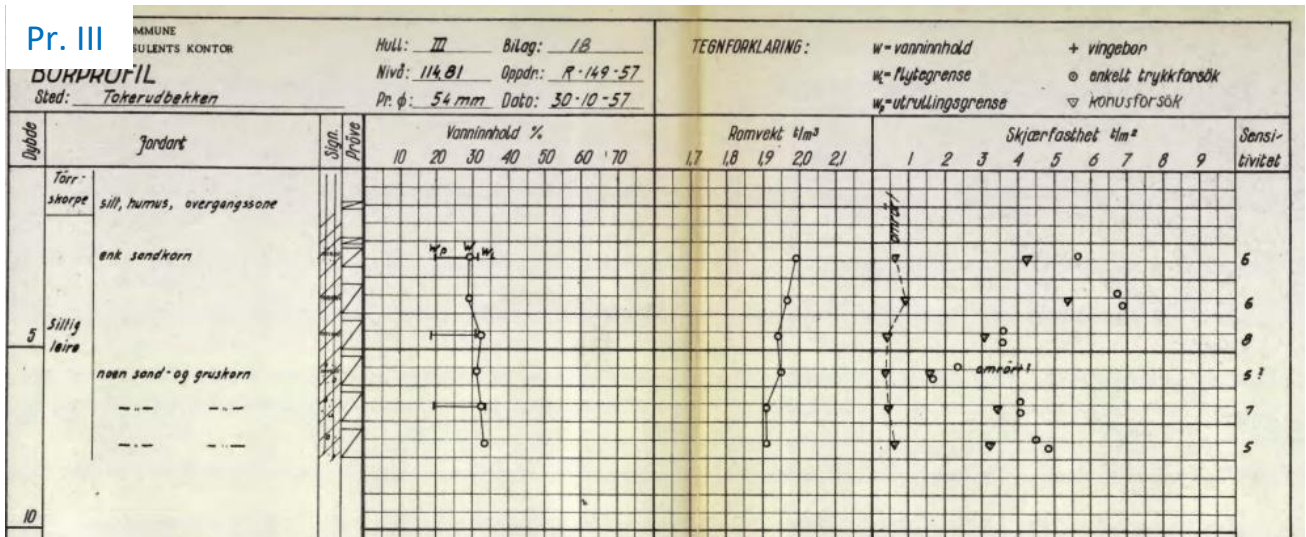 Pr. III
OMMUNE
SULENTS KONTOR
BORPROFIL
Sted: Tokerudbekken
Hull: III Bilag: 18
Nivå: 114,81 Oppdr.: R-149-57
Pr. ϕ: 54 mm Dato: 30-10-57
TEGNFORKLARING:
w = vanninnhold + vingebor
w_L = flytegrense ⊙ enkelt trykkforsök
w_p = utrullingsgrense ▽ konusforsök
Dybde Jordart Sign. Pröve Vanninnhold % Romvekt t/m³ Skjærfasthet t/m² Sensi-
tivitet
10 20 30 40 50 60 70 1,7 1,8 1,9 2,0 2,1 1 2 3 4 5 6 7 8 9
Törr-
skorpe silt, humus, overgangssone
omrört
enk sandkorn w_p w w_L 6
6
Siltig
5 8
leire
noen sand- og gruskorn omrört! 5?
—"— —"— 7
—"— —"— 5
10